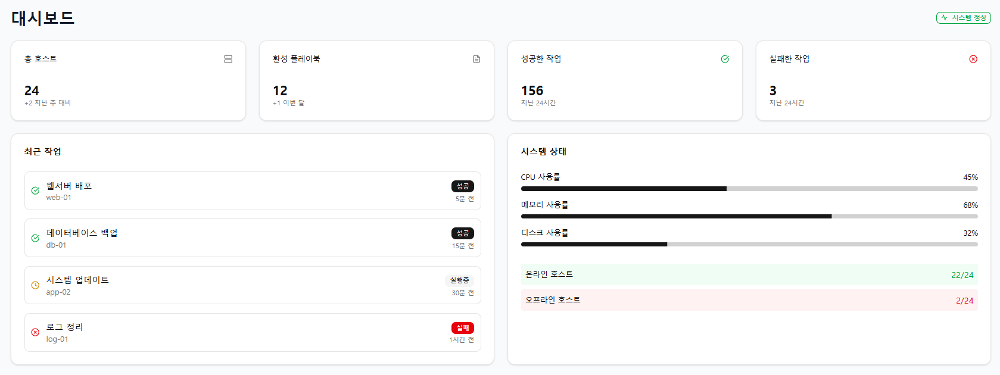 대시보드
시스템 정상
총 호스트
24
+2 지난 주 대비
활성 플레이북
12
+1 이번 달
성공한 작업
156
지난 24시간
실패한 작업
3
지난 24시간
최근 작업
웹서버 배포
web-01
성공
5분 전
데이터베이스 백업
db-01
성공
15분 전
시스템 업데이트
app-02
실행중
30분 전
로그 정리
log-01
실패
1시간 전
시스템 상태
CPU 사용률 45%
메모리 사용률 68%
디스크 사용률 32%
온라인 호스트 22/24
오프라인 호스트 2/24